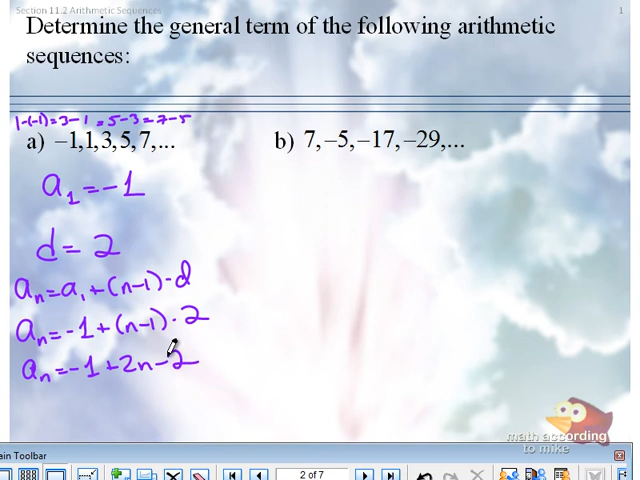 Section 11.2 Arithmetic Sequences 1
Determine the general term of the following arithmetic
sequences:
1-(-1)=3-1=5-3=7-5
a) –1,1,3,5,7,...
b) 7,–5,–17,–29,...
a₁=-1
d=2
aₙ=a₁+(n-1)·d
aₙ=-1+(n-1)·2
aₙ=-1+2n-2
math according
to mike
ain Toolbar
2 of 7